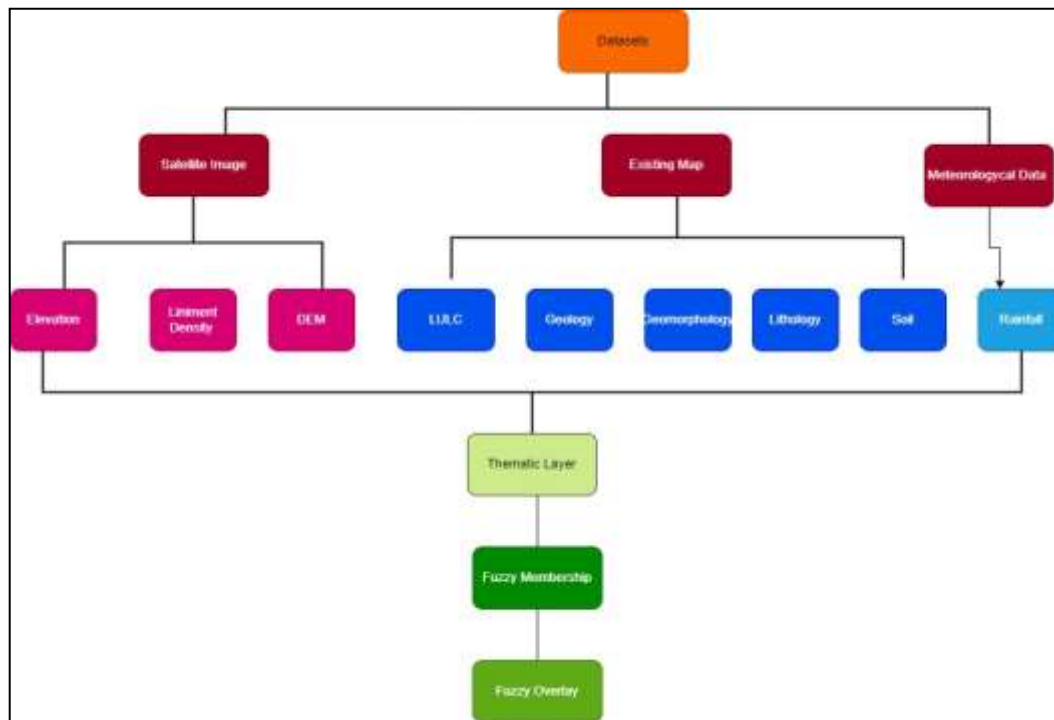 Datasets
Satellite Image
Existing Map
Meteorologycal Data
Elevation
Liniment
Density
DEM
LULC
Geology
Geomorphology
Lithology
Soil
Rainfall
Thematic Layer
Fuzzy Membership
Fuzzy Overlay